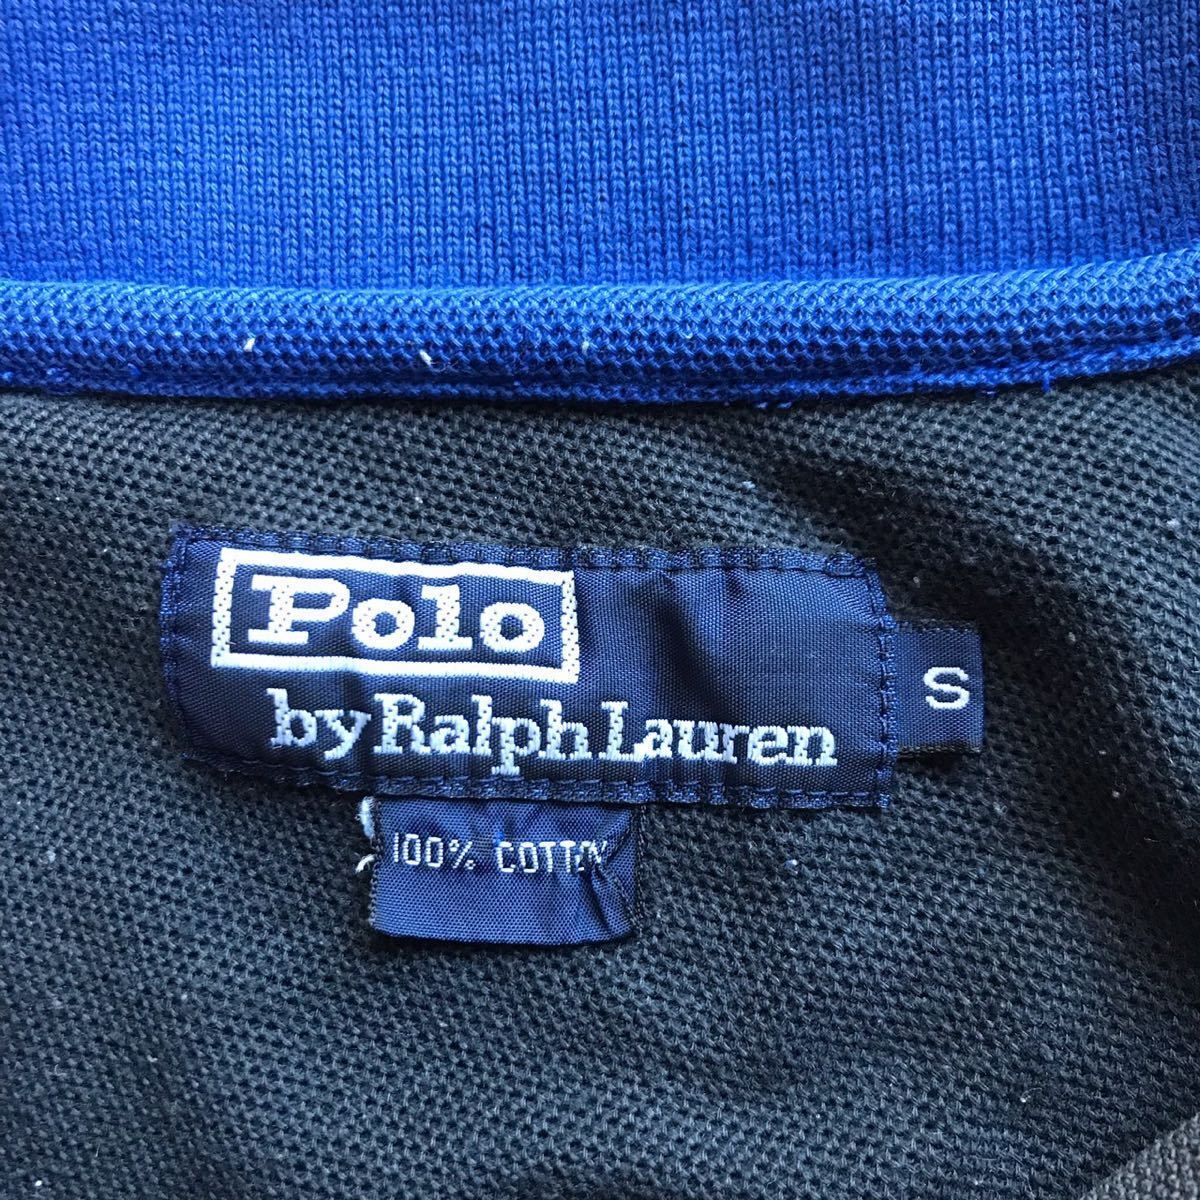 Polo
by Ralph Lauren
S
100% COTTON